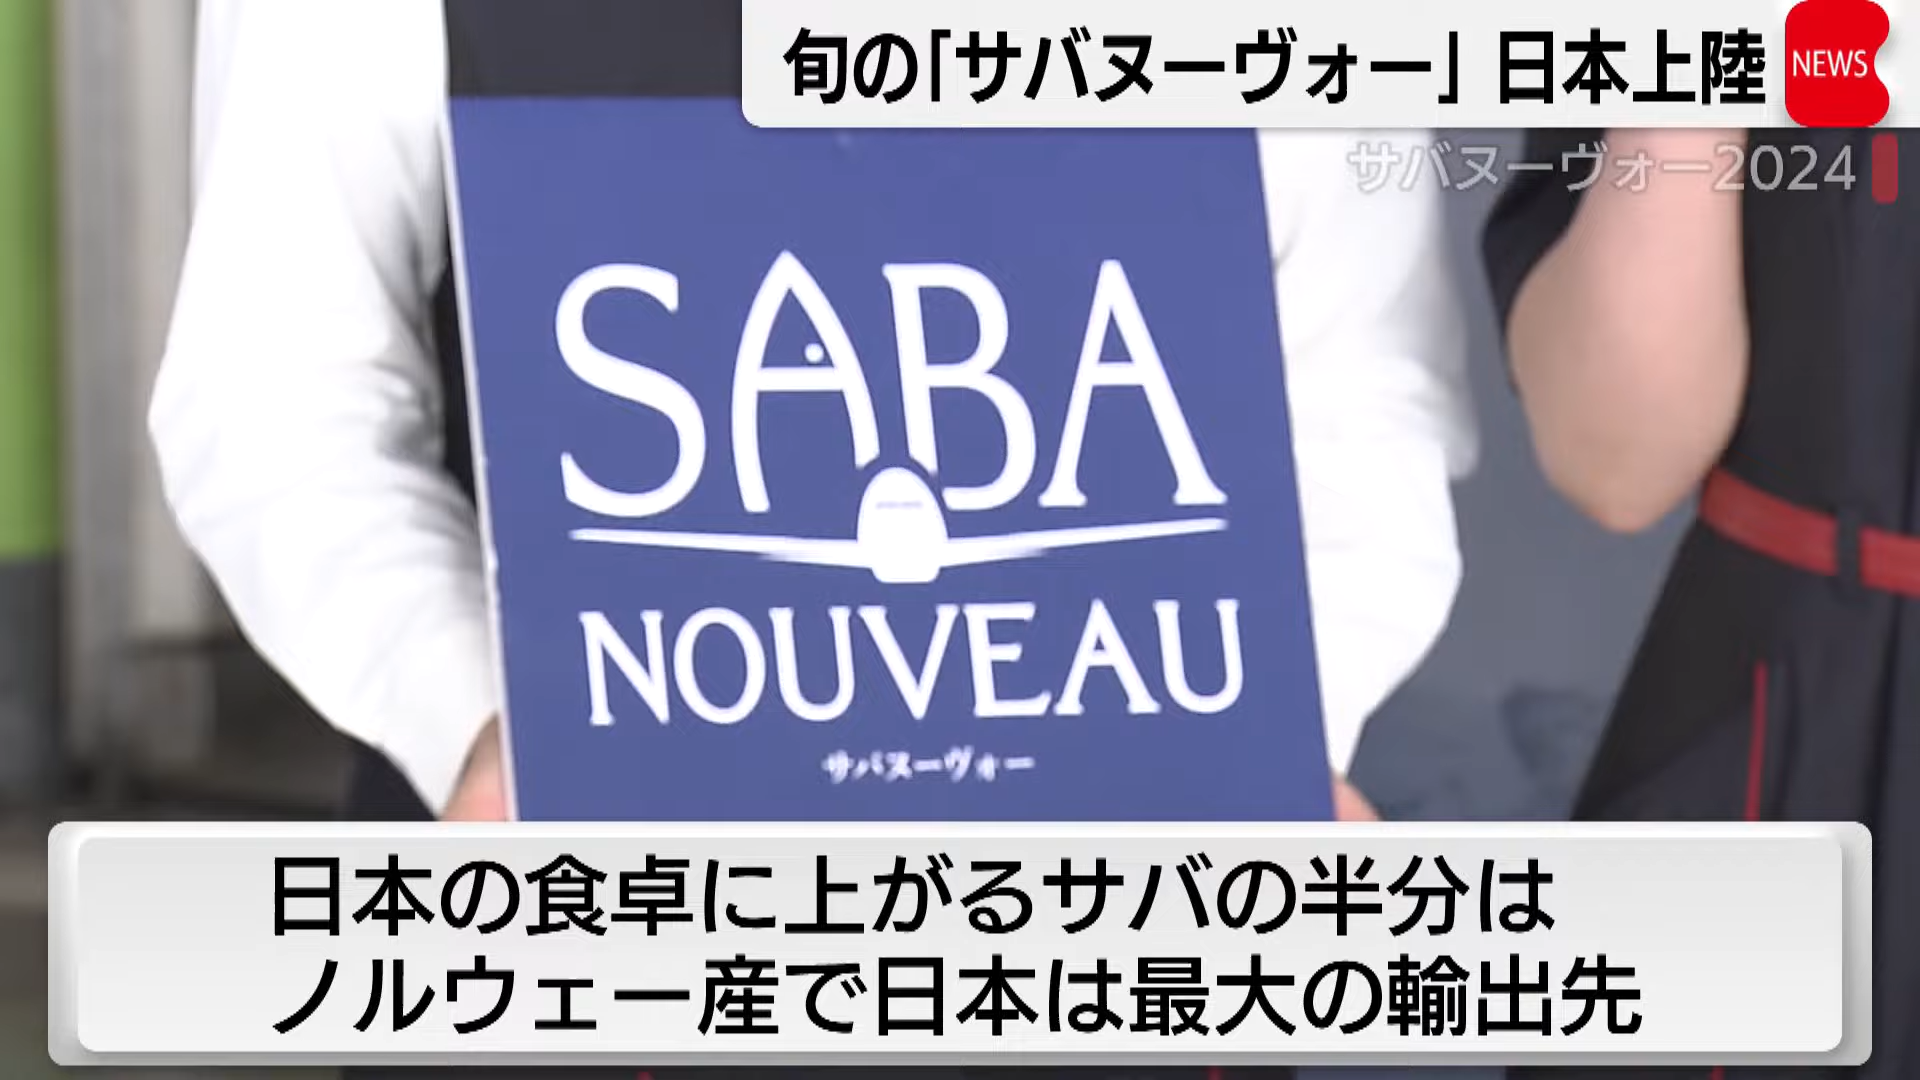 旬の「サバヌーヴォー」 日本上陸
NEWS
サバヌーヴォー2024
SABA
NOUVEAU
サバヌーヴォー
日本の食卓に上がるサバの半分は
ノルウェー産で日本は最大の輸出先